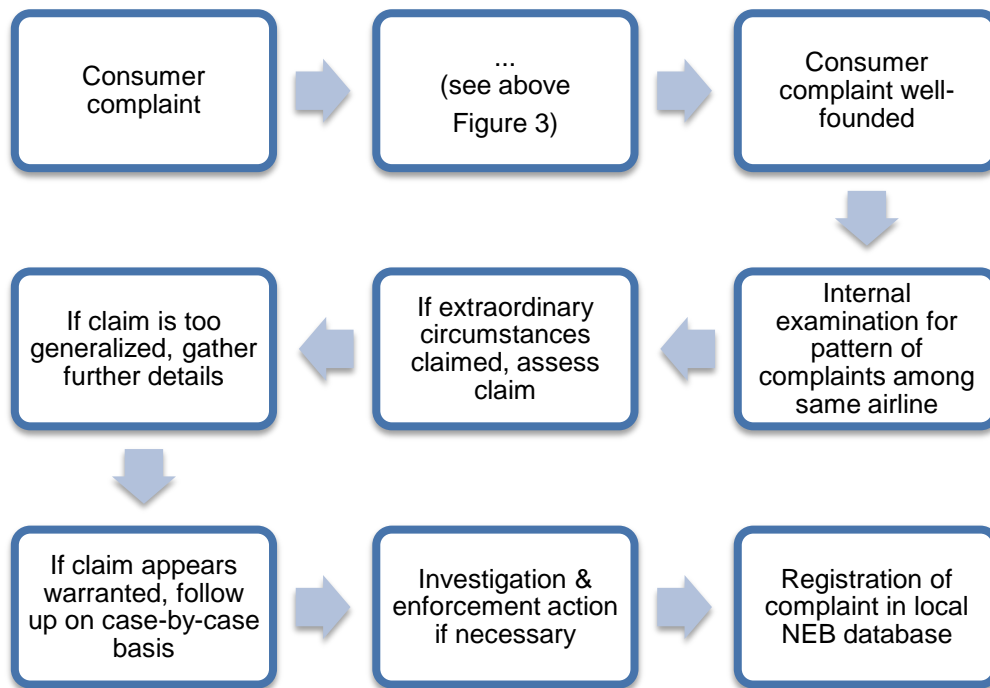 Consumer
complaint
...
(see above
Figure 3)
Consumer
complaint well-
founded
Internal
examination for
pattern of
complaints among
same airline
If extraordinary
circumstances
claimed, assess
claim
If claim is too
generalized, gather
further details
If claim appears
warranted, follow
up on case-by-case
basis
Investigation &
enforcement action
if necessary
Registration of
complaint in local
NEB database